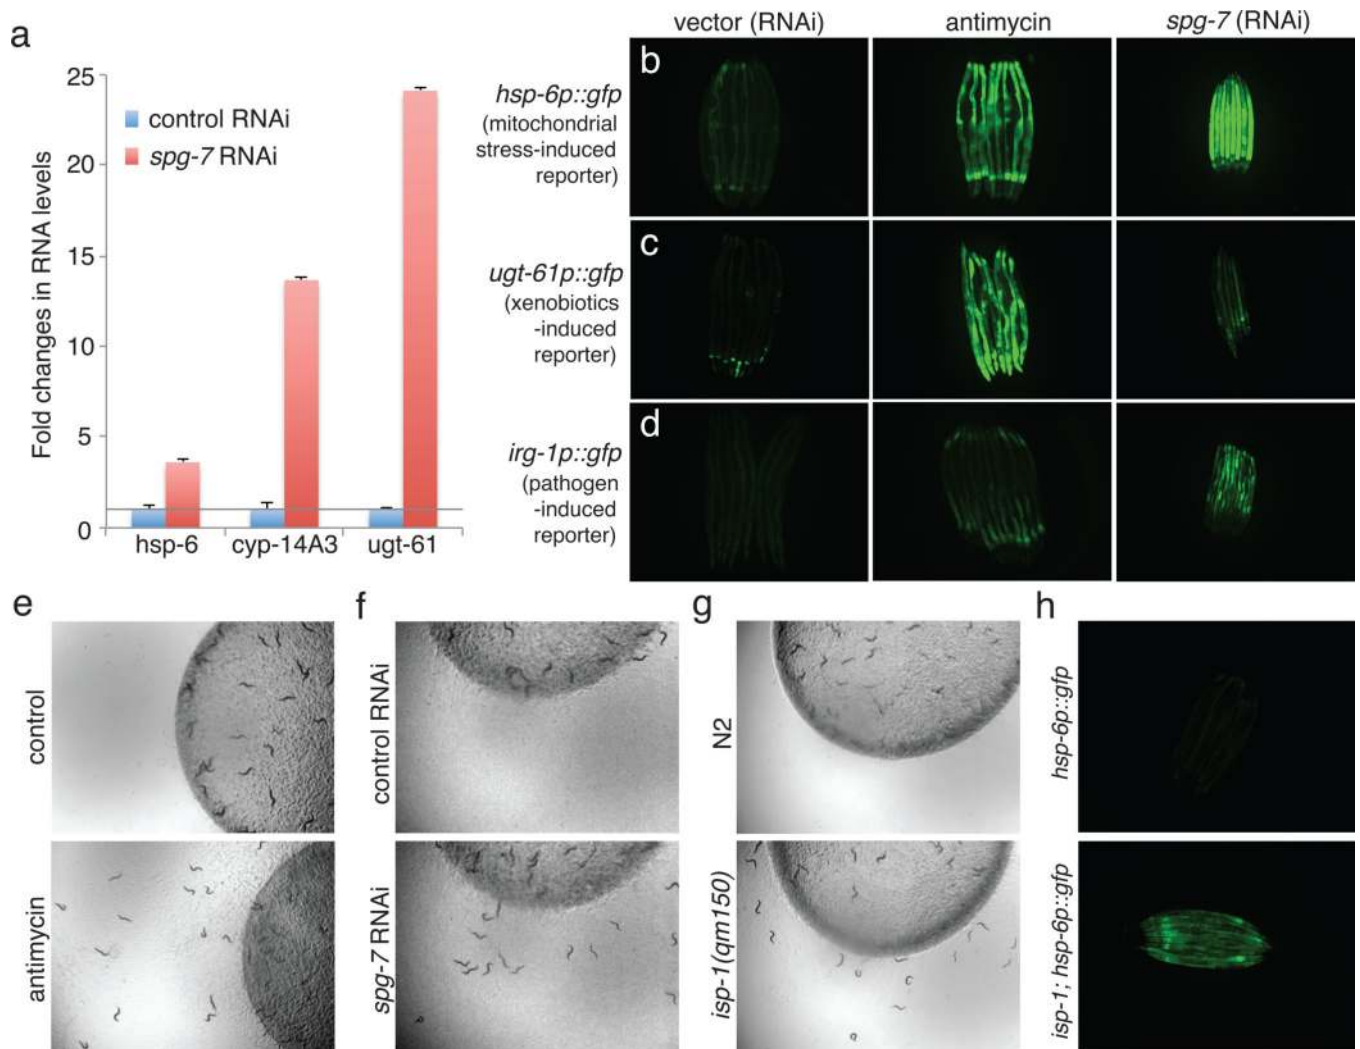 a
25
20
15
10
5
0
Fold changes in RNA levels
control RNAi
spg-7 RNAi
hsp-6
cyp-14A3
ugt-61
vector (RNAi)
antimycin
spg-7 (RNAi)
b
hsp-6p::gfp
(mitochondrial
stress-induced
reporter)
c
ugt-61p::gfp
(xenobiotics
-induced
reporter)
d
irg-1p::gfp
(pathogen
-induced
reporter)
e
control
antimycin
f
control RNAi
spg-7 RNAi
g
N2
isp-1(qm150)
h
hsp-6p::gfp
isp-1; hsp-6p::gfp